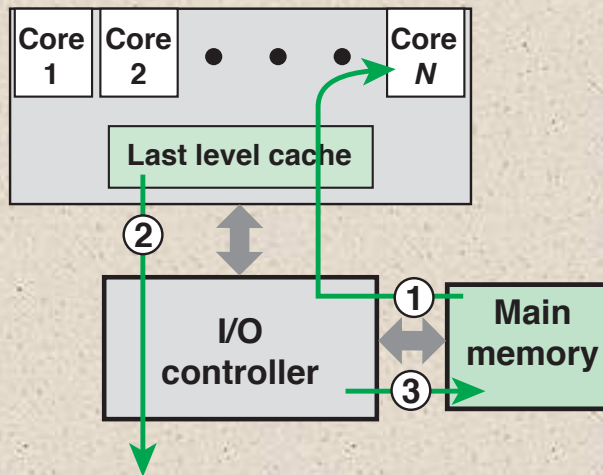 Core
1
Core
2
Core
N
Last level cache
2
1
I/O
controller
Main
memory
3